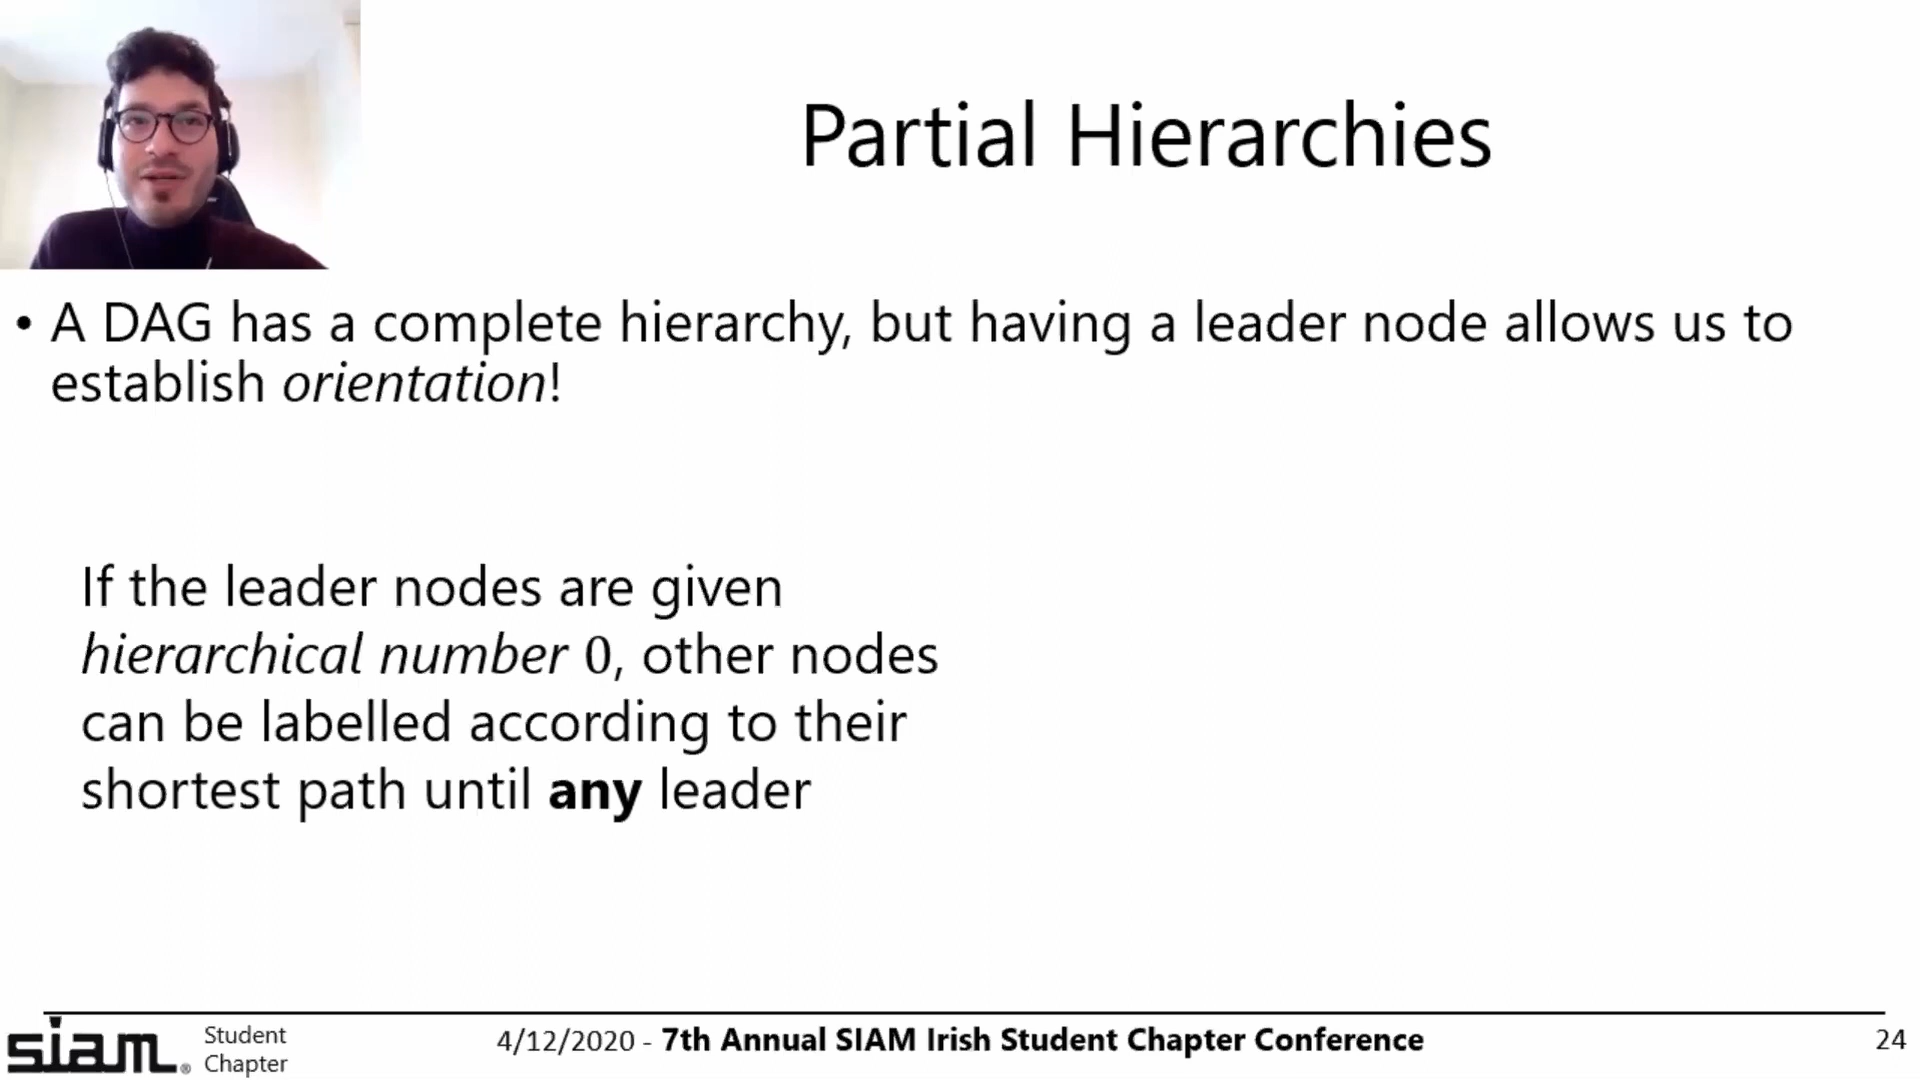 Partial Hierarchies
• A DAG has a complete hierarchy, but having a leader node allows us to
establish orientation!
If the leader nodes are given
hierarchical number 0, other nodes
can be labelled according to their
shortest path until any leader
siam® Student
Chapter
4/12/2020 - 7th Annual SIAM Irish Student Chapter Conference
24